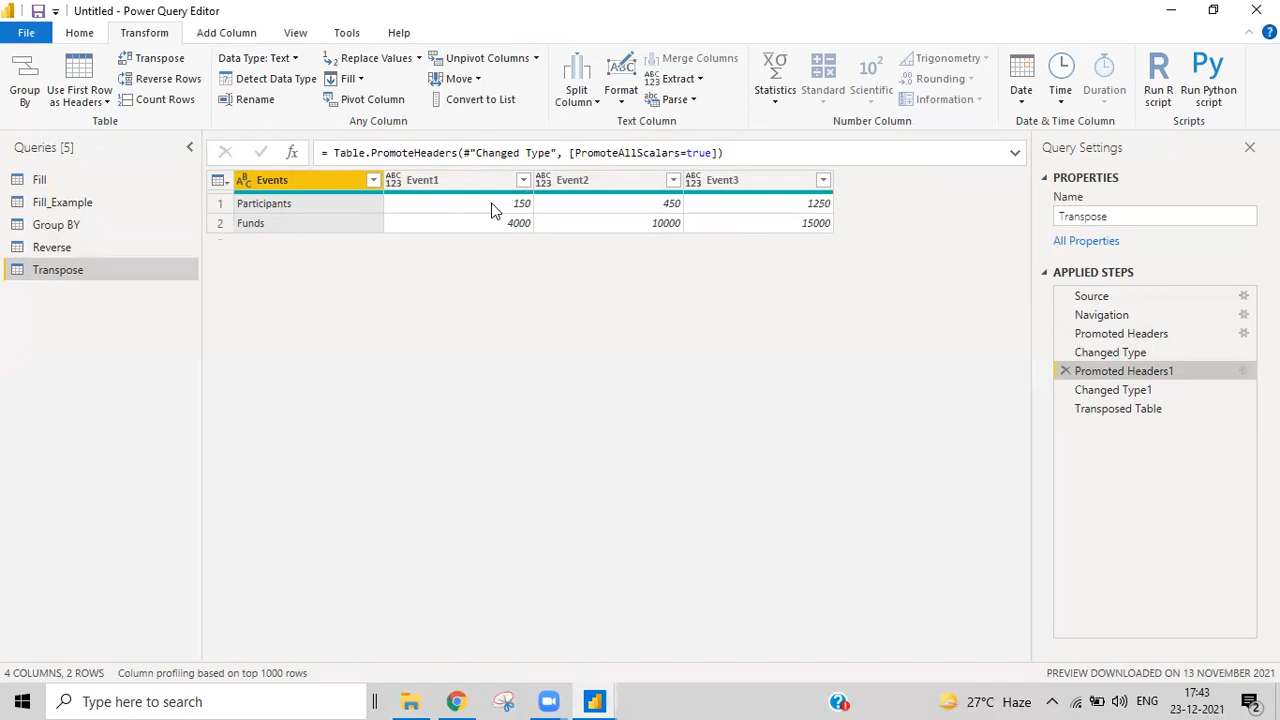 Untitled - Power Query Editor
File Home Transform Add Column View Tools Help
Group By
Use First Row as Headers
Transpose
Reverse Rows
Count Rows
Table
Data Type: Text
Detect Data Type
Rename
Replace Values
Fill
Pivot Column
Unpivot Columns
Move
Convert to List
Any Column
Split Column
Format
Merge Columns
Extract
Parse
Text Column
Statistics
Standard
Scientific
Trigonometry
Rounding
Information
Number Column
Date
Time
Duration
Date & Time Column
Run R script
Run Python script
Scripts
Queries [5]
Fill
Fill_Example
Group BY
Reverse
Transpose
= Table.PromoteHeaders(#"Changed Type", [PromoteAllScalars=true])
Events Event1 Event2 Event3
1 Participants 150 450 1250
2 Funds 4000 10000 15000
Query Settings
PROPERTIES
Name
Transpose
All Properties
APPLIED STEPS
Source
Navigation
Promoted Headers
Changed Type
Promoted Headers1
Changed Type1
Transposed Table
4 COLUMNS, 2 ROWS Column profiling based on top 1000 rows
PREVIEW DOWNLOADED ON 13 NOVEMBER 2021
Type here to search
27°C Haze
ENG
17:43
23-12-2021
2